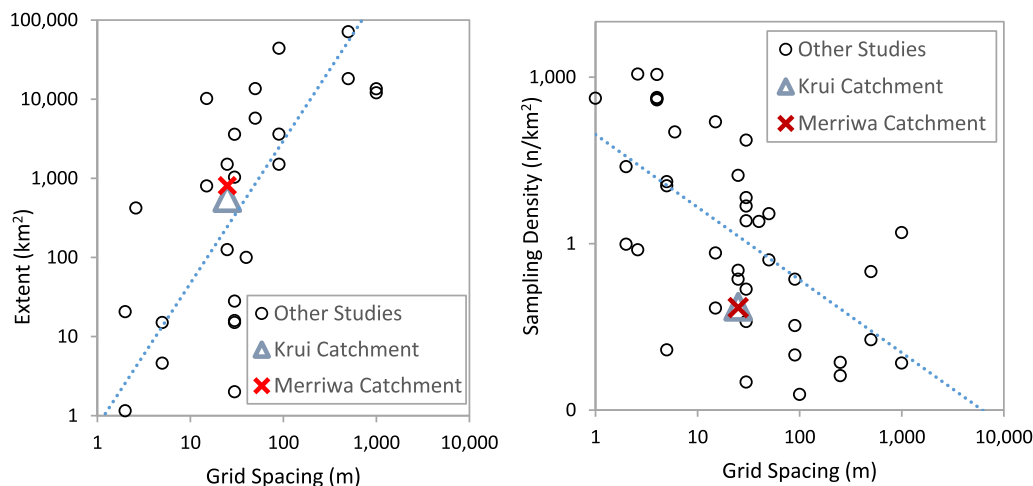 100,000
10,000
1,000
100
10
1
Extent (km²)
1
10
100
1,000
10,000
Grid Spacing (m)
Other Studies
Krui Catchment
Merriwa Catchment
1,000
1
0
Sampling Density (n/km²)
1
10
100
1,000
10,000
Grid Spacing (m)
Other Studies
Krui Catchment
Merriwa Catchment